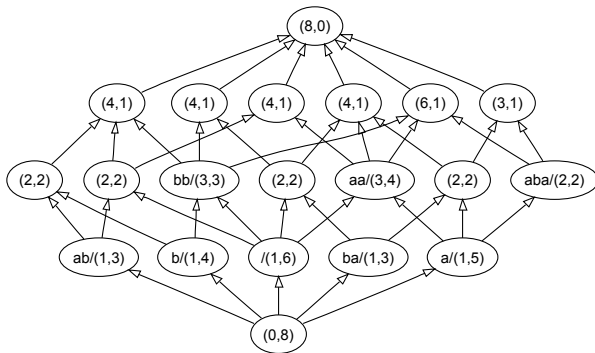 (8,0)
(4,1) (4,1) (4,1) (4,1) (6,1) (3,1)
(2,2) (2,2) bb/(3,3) (2,2) aa/(3,4) (2,2) aba/(2,2)
ab/(1,3) b/(1,4) /(1,6) ba/(1,3) a/(1,5)
(0,8)